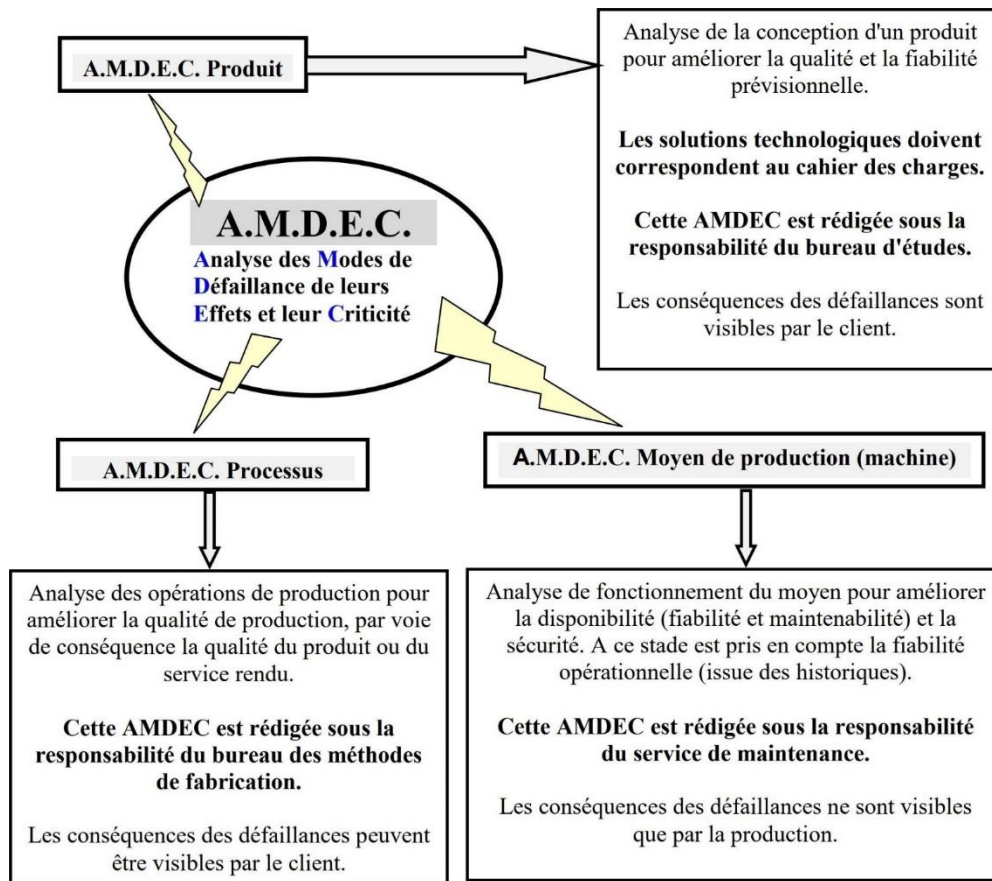 A.M.D.E.C. Produit
Analyse de la conception d'un produit
pour améliorer la qualité et la fiabilité
prévisionnelle.
Les solutions technologiques doivent
correspondent au cahier des charges.
Cette AMDEC est rédigée sous la
responsabilité du bureau d'études.
Les conséquences des défaillances sont
visibles par le client.
A.M.D.E.C.
Analyse des Modes de
Défaillance de leurs
Effets et leur Criticité
A.M.D.E.C. Processus
A.M.D.E.C. Moyen de production (machine)
Analyse des opérations de production pour
améliorer la qualité de production, par voie
de conséquence la qualité du produit ou du
service rendu.
Cette AMDEC est rédigée sous la
responsabilité du bureau des méthodes
de fabrication.
Les conséquences des défaillances peuvent
être visibles par le client.
Analyse de fonctionnement du moyen pour améliorer
la disponibilité (fiabilité et maintenabilité) et la
sécurité. A ce stade est pris en compte la fiabilité
opérationnelle (issue des historiques).
Cette AMDEC est rédigée sous la responsabilité
du service de maintenance.
Les conséquences des défaillances ne sont visibles
que par la production.